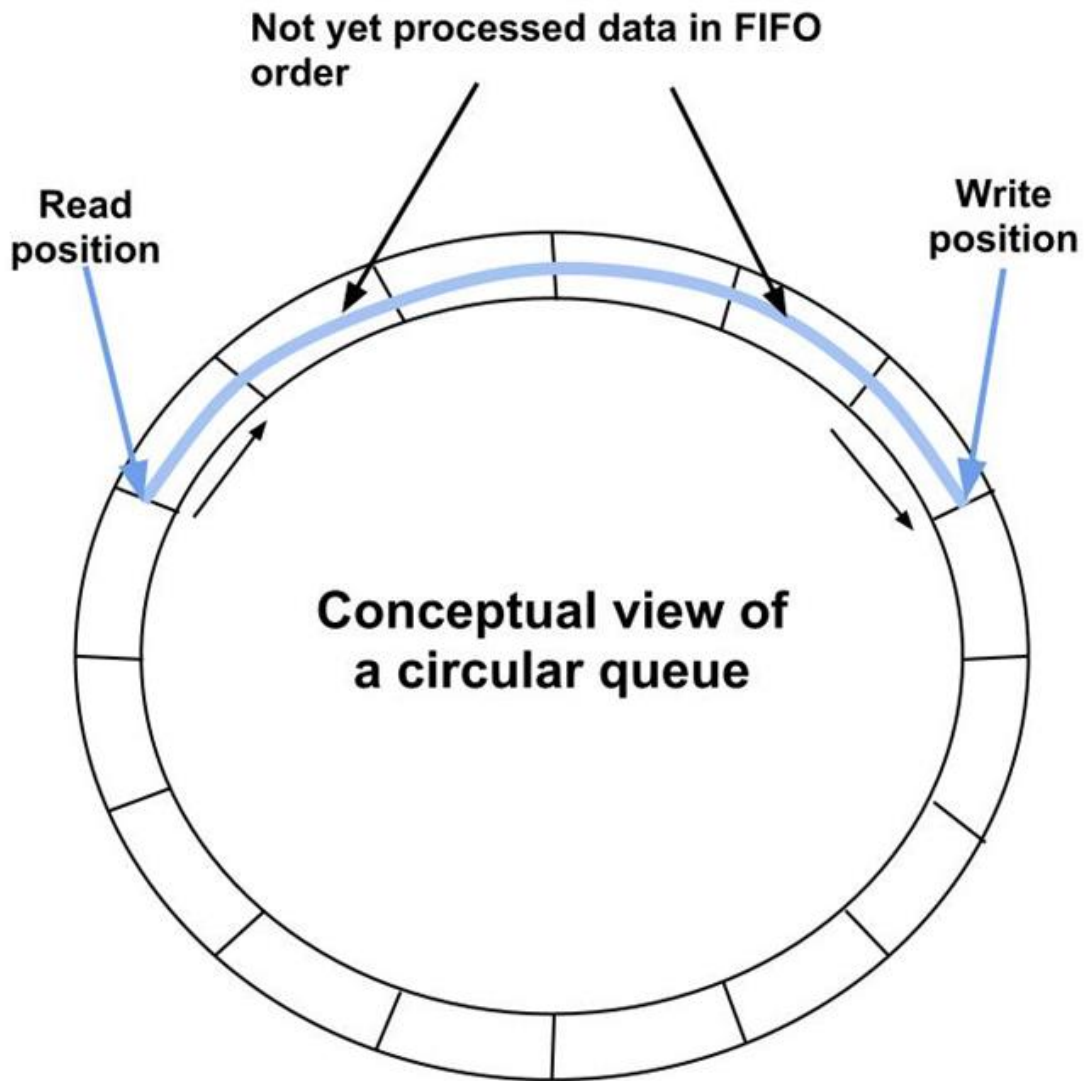 Not yet processed data in FIFO
order
Read
position
Write
position
Conceptual view of
a circular queue